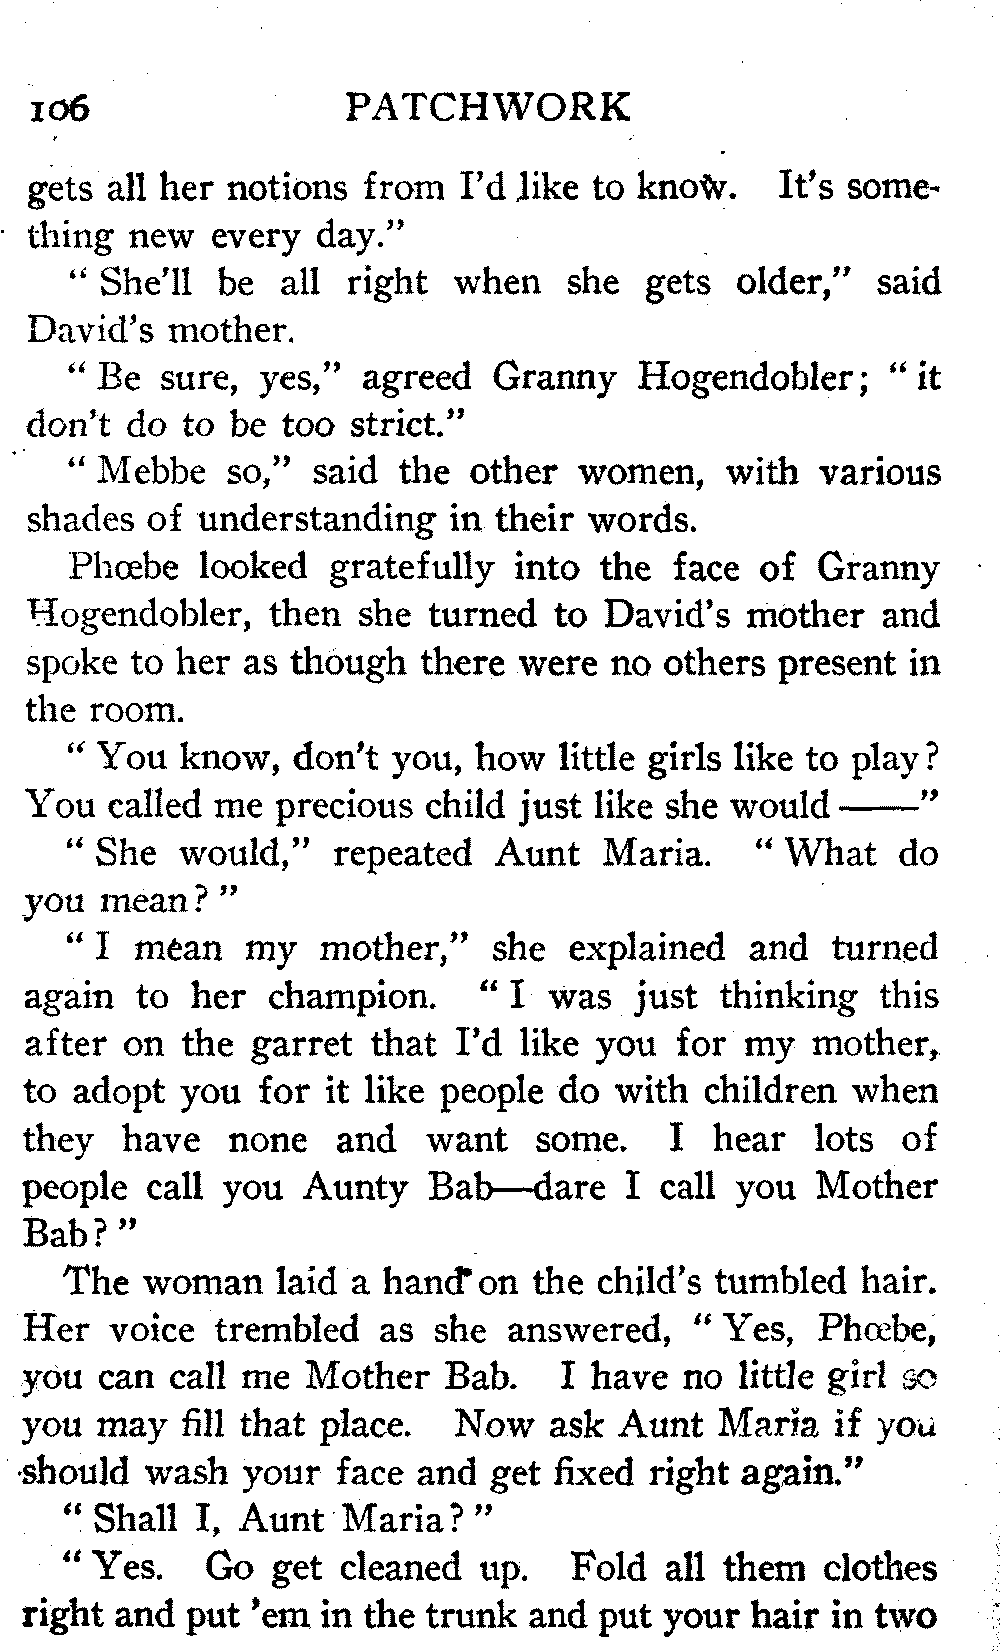 106 PATCHWORK
gets all her notions from I'd like to know. It's some-
thing new every day."
" She'll be all right when she gets older," said
David's mother.
" Be sure, yes," agreed Granny Hogendobler; " it
don't do to be too strict."
" Mebbe so," said the other women, with various
shades of understanding in their words.
Phœbe looked gratefully into the face of Granny
Hogendobler, then she turned to David's mother and
spoke to her as though there were no others present in
the room.
" You know, don't you, how little girls like to play?
You called me precious child just like she would ——"
" She would," repeated Aunt Maria. " What do
you mean? "
" I mean my mother," she explained and turned
again to her champion. " I was just thinking this
after on the garret that I'd like you for my mother,
to adopt you for it like people do with children when
they have none and want some. I hear lots of
people call you Aunty Bab—dare I call you Mother
Bab? "
The woman laid a hand on the child's tumbled hair.
Her voice trembled as she answered, " Yes, Phœbe,
you can call me Mother Bab. I have no little girl so
you may fill that place. Now ask Aunt Maria if you
should wash your face and get fixed right again."
" Shall I, Aunt Maria? "
" Yes. Go get cleaned up. Fold all them clothes
right and put 'em in the trunk and put your hair in two